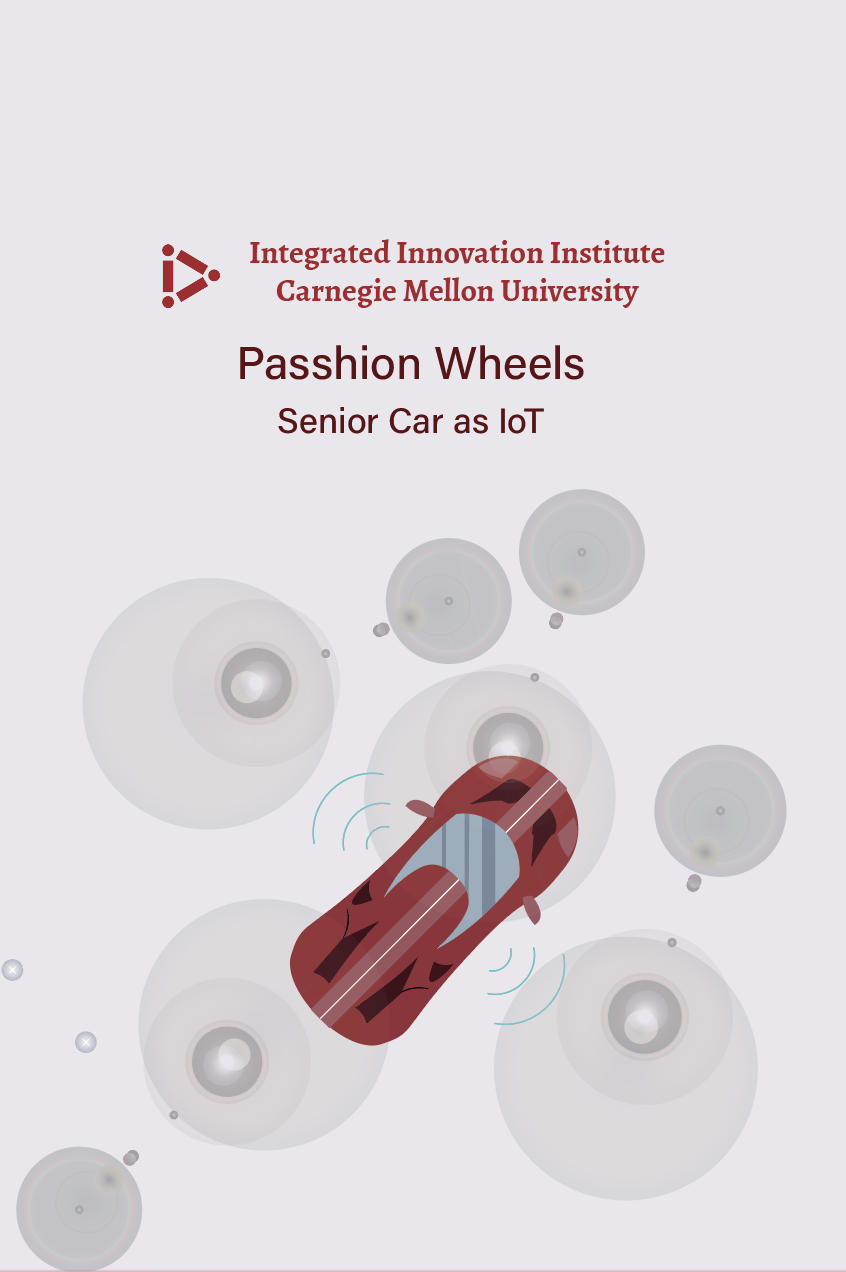 Integrated Innovation Institute
Carnegie Mellon University
Passhion Wheels
Senior Car as IoT